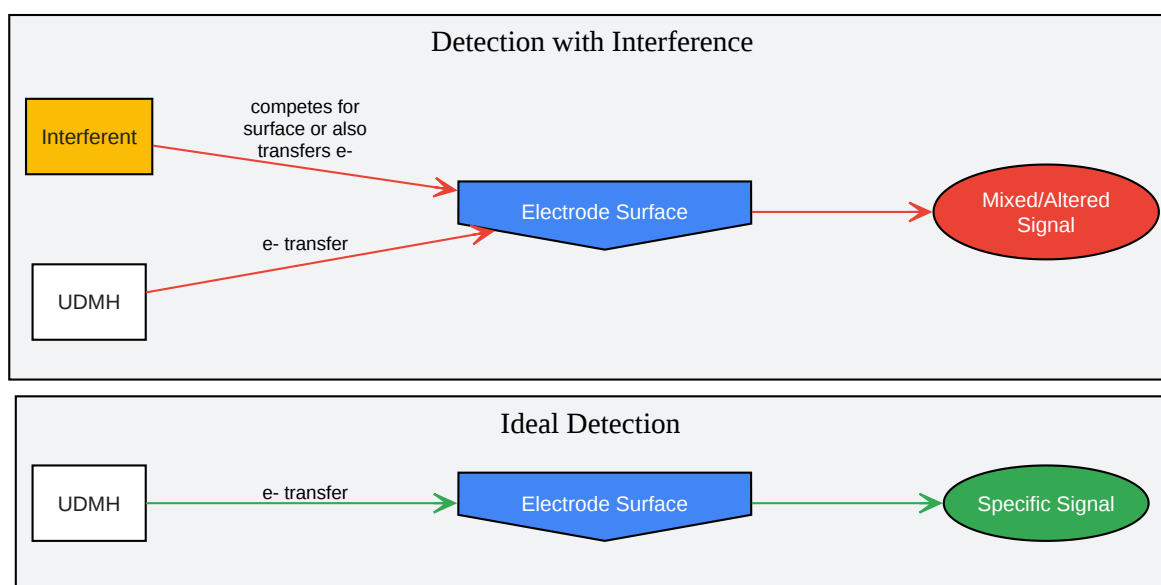 Detection with Interference
Interferent
competes for
surface or also
transfers e-
Electrode Surface
Mixed/Altered
Signal
e- transfer
UDMH
Ideal Detection
UDMH
e- transfer
Electrode Surface
Specific Signal